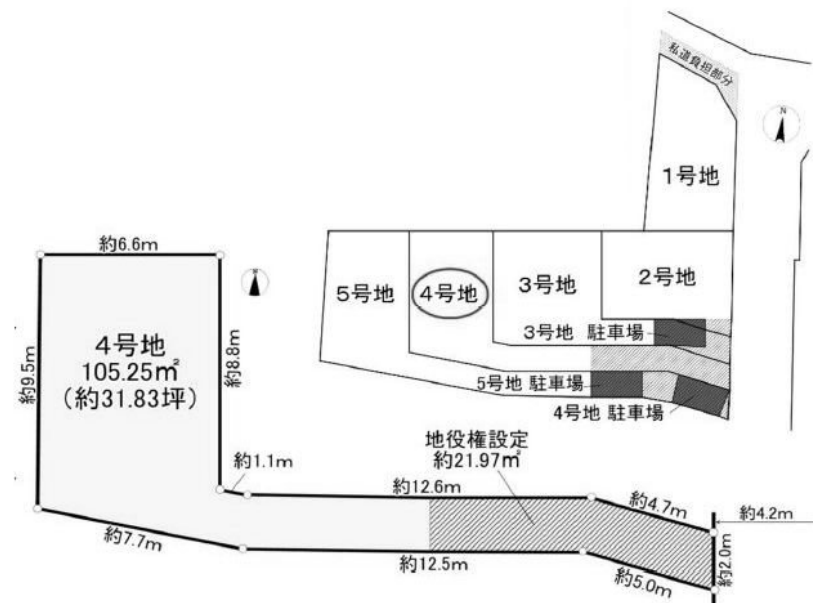 私道負担部分
N
1号地
5号地
4号地
3号地
2号地
3号地 駐車場
5号地 駐車場
4号地 駐車場
約6.6m
N
4号地
105.25㎡
(約31.83坪)
約9.5m
約8.8m
約1.1m
地役権設定
約21.97㎡
約12.6m
約4.7m
約4.2m
約2.0m
約7.7m
約12.5m
約5.0m